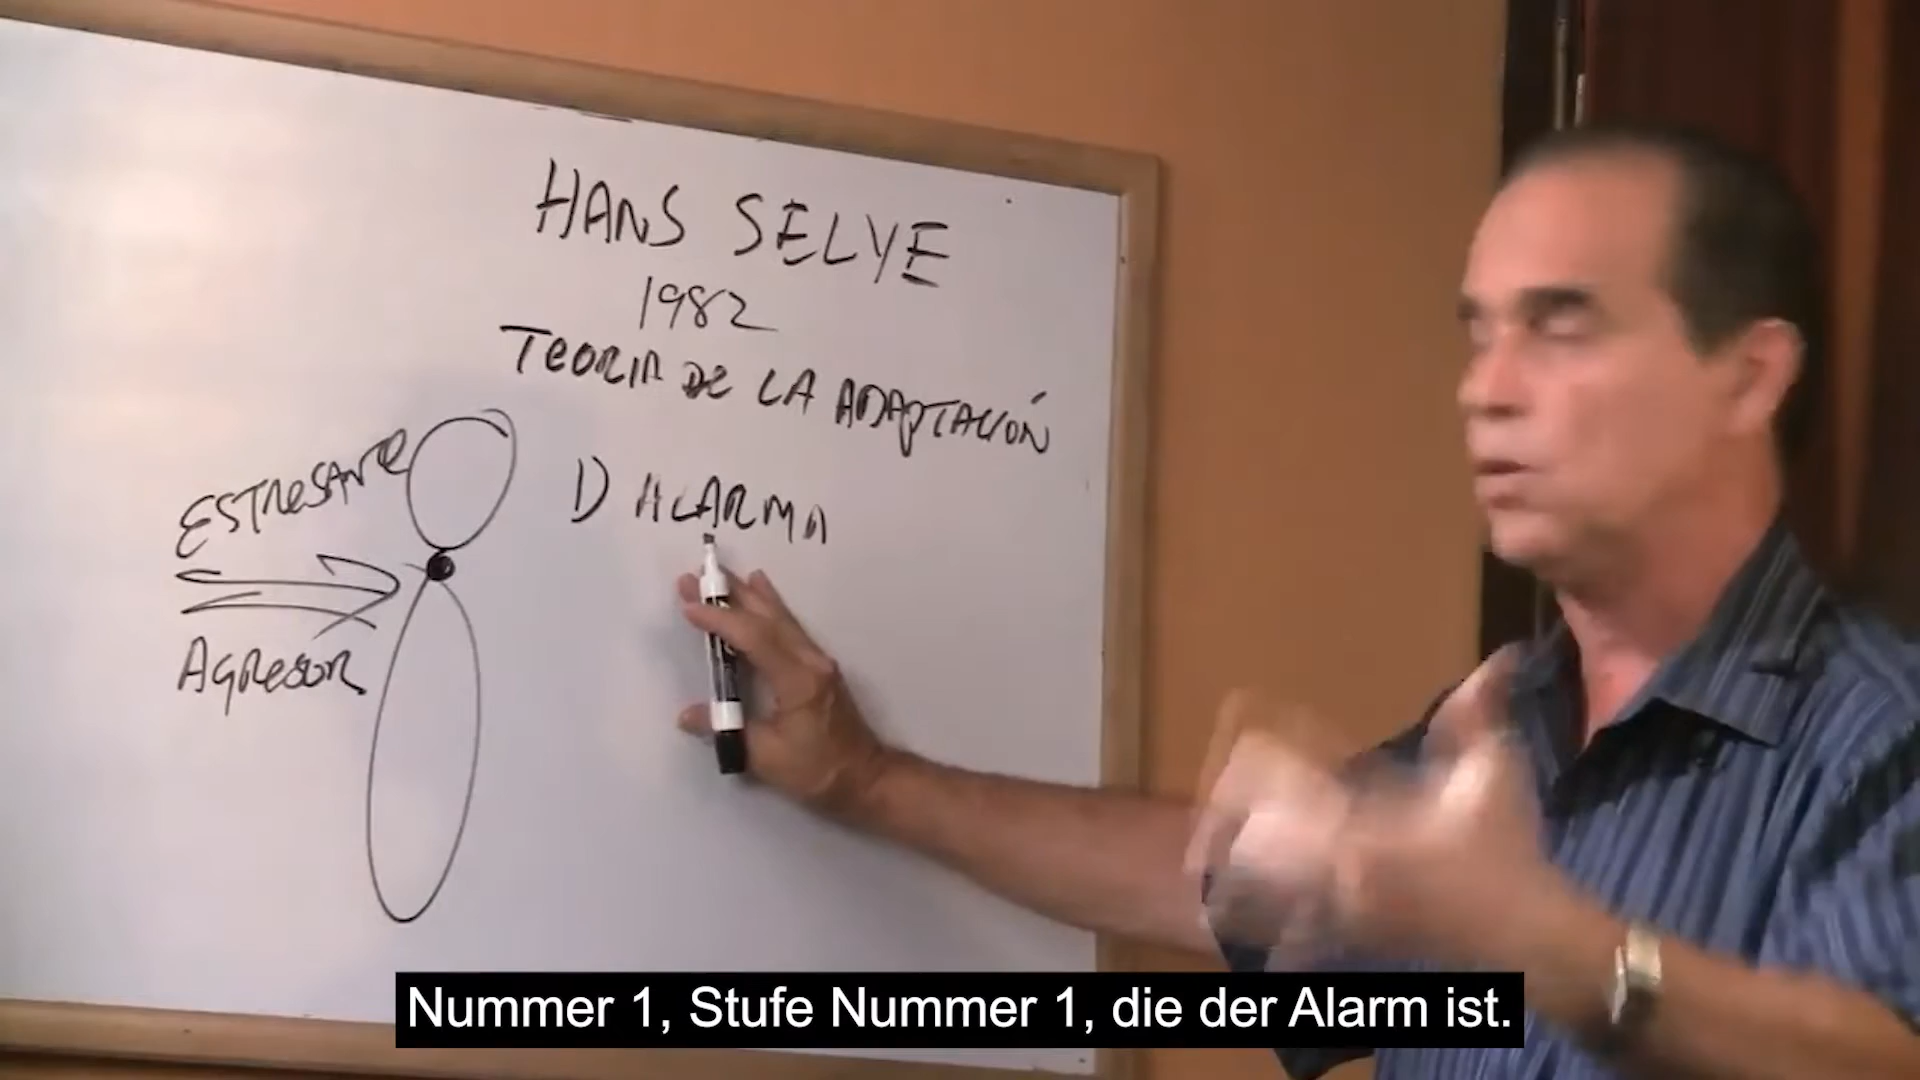 HANS SELYE
1982
TEORIA DE LA ADAPTACIÓN
ESTRESANTE
1) ALARMA
AGRESOR
Nummer 1, Stufe Nummer 1, die der Alarm ist.